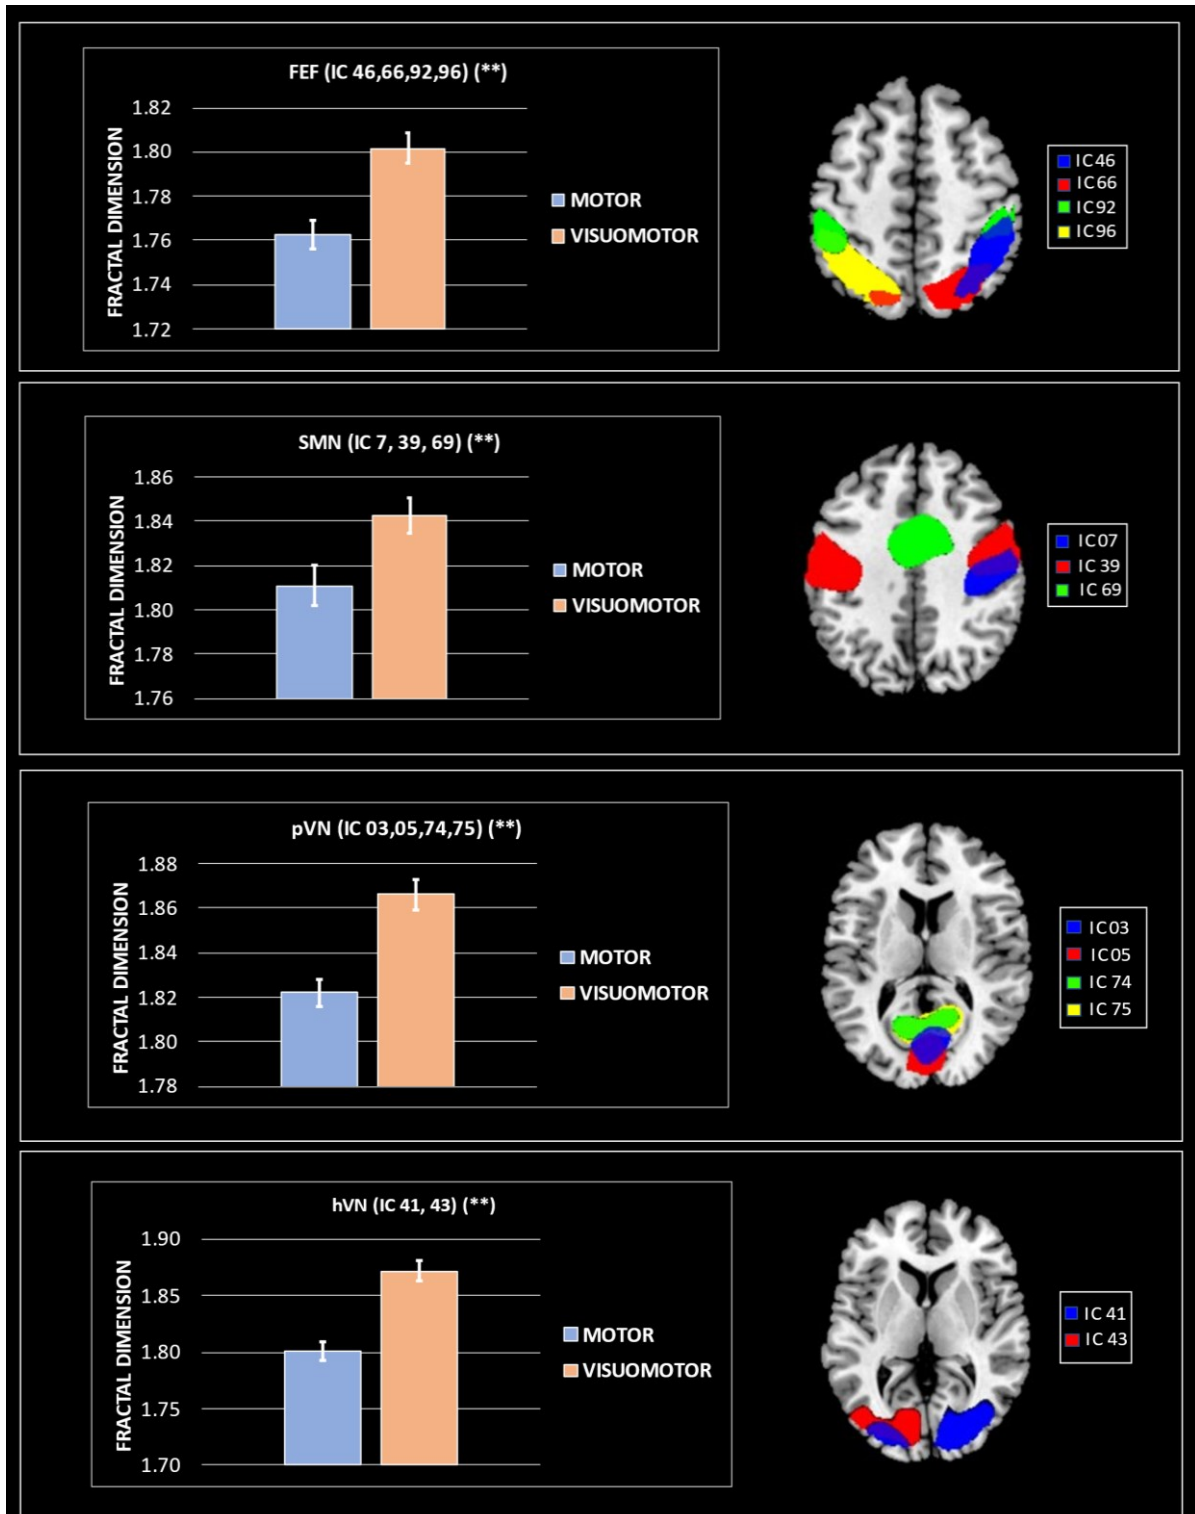 FEF (IC 46,66,92,96) (**)
FRACTAL DIMENSION
1.82
1.80
1.78
1.76
1.74
1.72
MOTOR
VISUOMOTOR
IC46
IC66
IC92
IC96
SMN (IC 7, 39, 69) (**)
FRACTAL DIMENSION
1.86
1.84
1.82
1.80
1.78
1.76
MOTOR
VISUOMOTOR
IC07
IC 39
IC 69
pVN (IC 03,05,74,75) (**)
FRACTAL DIMENSION
1.88
1.86
1.84
1.82
1.80
1.78
MOTOR
VISUOMOTOR
IC03
IC05
IC 74
IC 75
hVN (IC 41, 43) (**)
FRACTAL DIMENSION
1.90
1.85
1.80
1.75
1.70
MOTOR
VISUOMOTOR
IC 41
IC 43